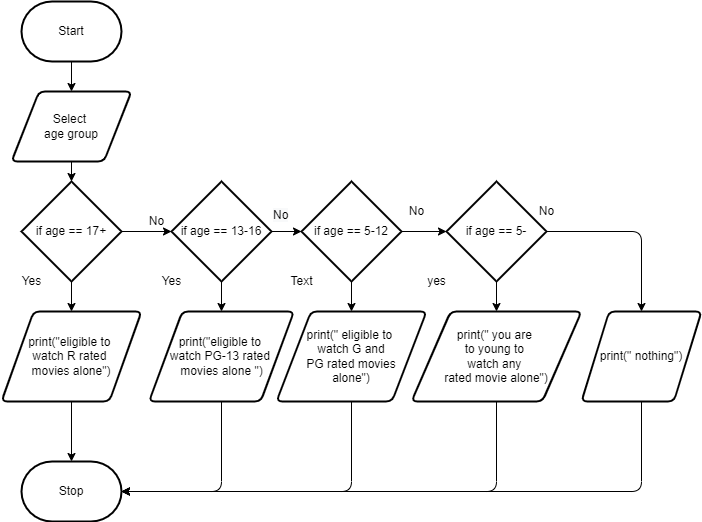 Start
Select
age group
if age == 17+
No
if age == 13-16
No
if age == 5-12
No
if age == 5-
No
Yes
Yes
Text
yes
print("eligible to
watch R rated
movies alone")
print("eligible to
watch PG-13 rated
movies alone ")
print(" eligible to
watch G and
PG rated movies
alone")
print(" you are
to young to
watch any
rated movie alone")
print(" nothing")
Stop